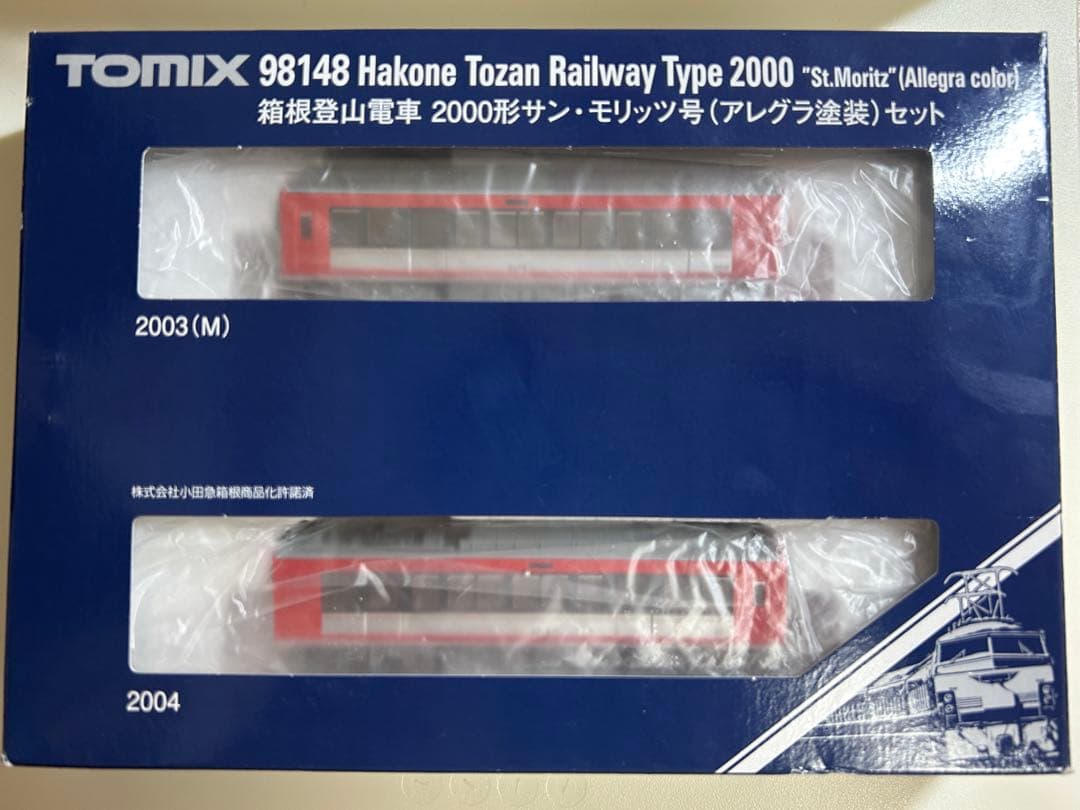 TOMIX 98148 Hakone Tozan Railway Type 2000 "St.Moritz" (Allegra color)
箱根登山電車 2000形サン・モリッツ号(アレグラ塗装)セット
2003(M)
株式会社小田急箱根商品化許諾済
2004